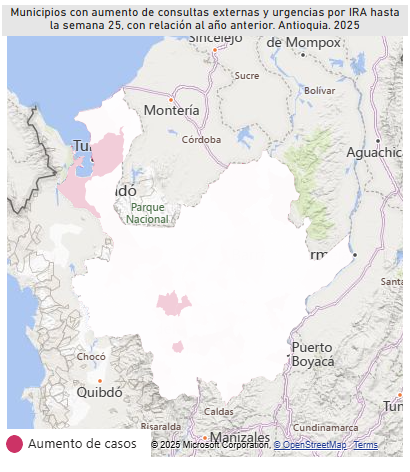 Municipios con aumento de consultas externas y urgencias por IRA hasta
la semana 25, con relación al año anterior. Antioquia. 2025
Sincelejo
de Mompox
Sucre
Bolívar
Montería
Córdoba
Aguachica
Parque
Nacional
Santa
Puerto
Boyacá
Chocó
Quibdó
Caldas
Risaralda
Cundinamarca
Manizales
Aumento de casos
© 2025 Microsoft Corporation, © OpenStreetMap Terms